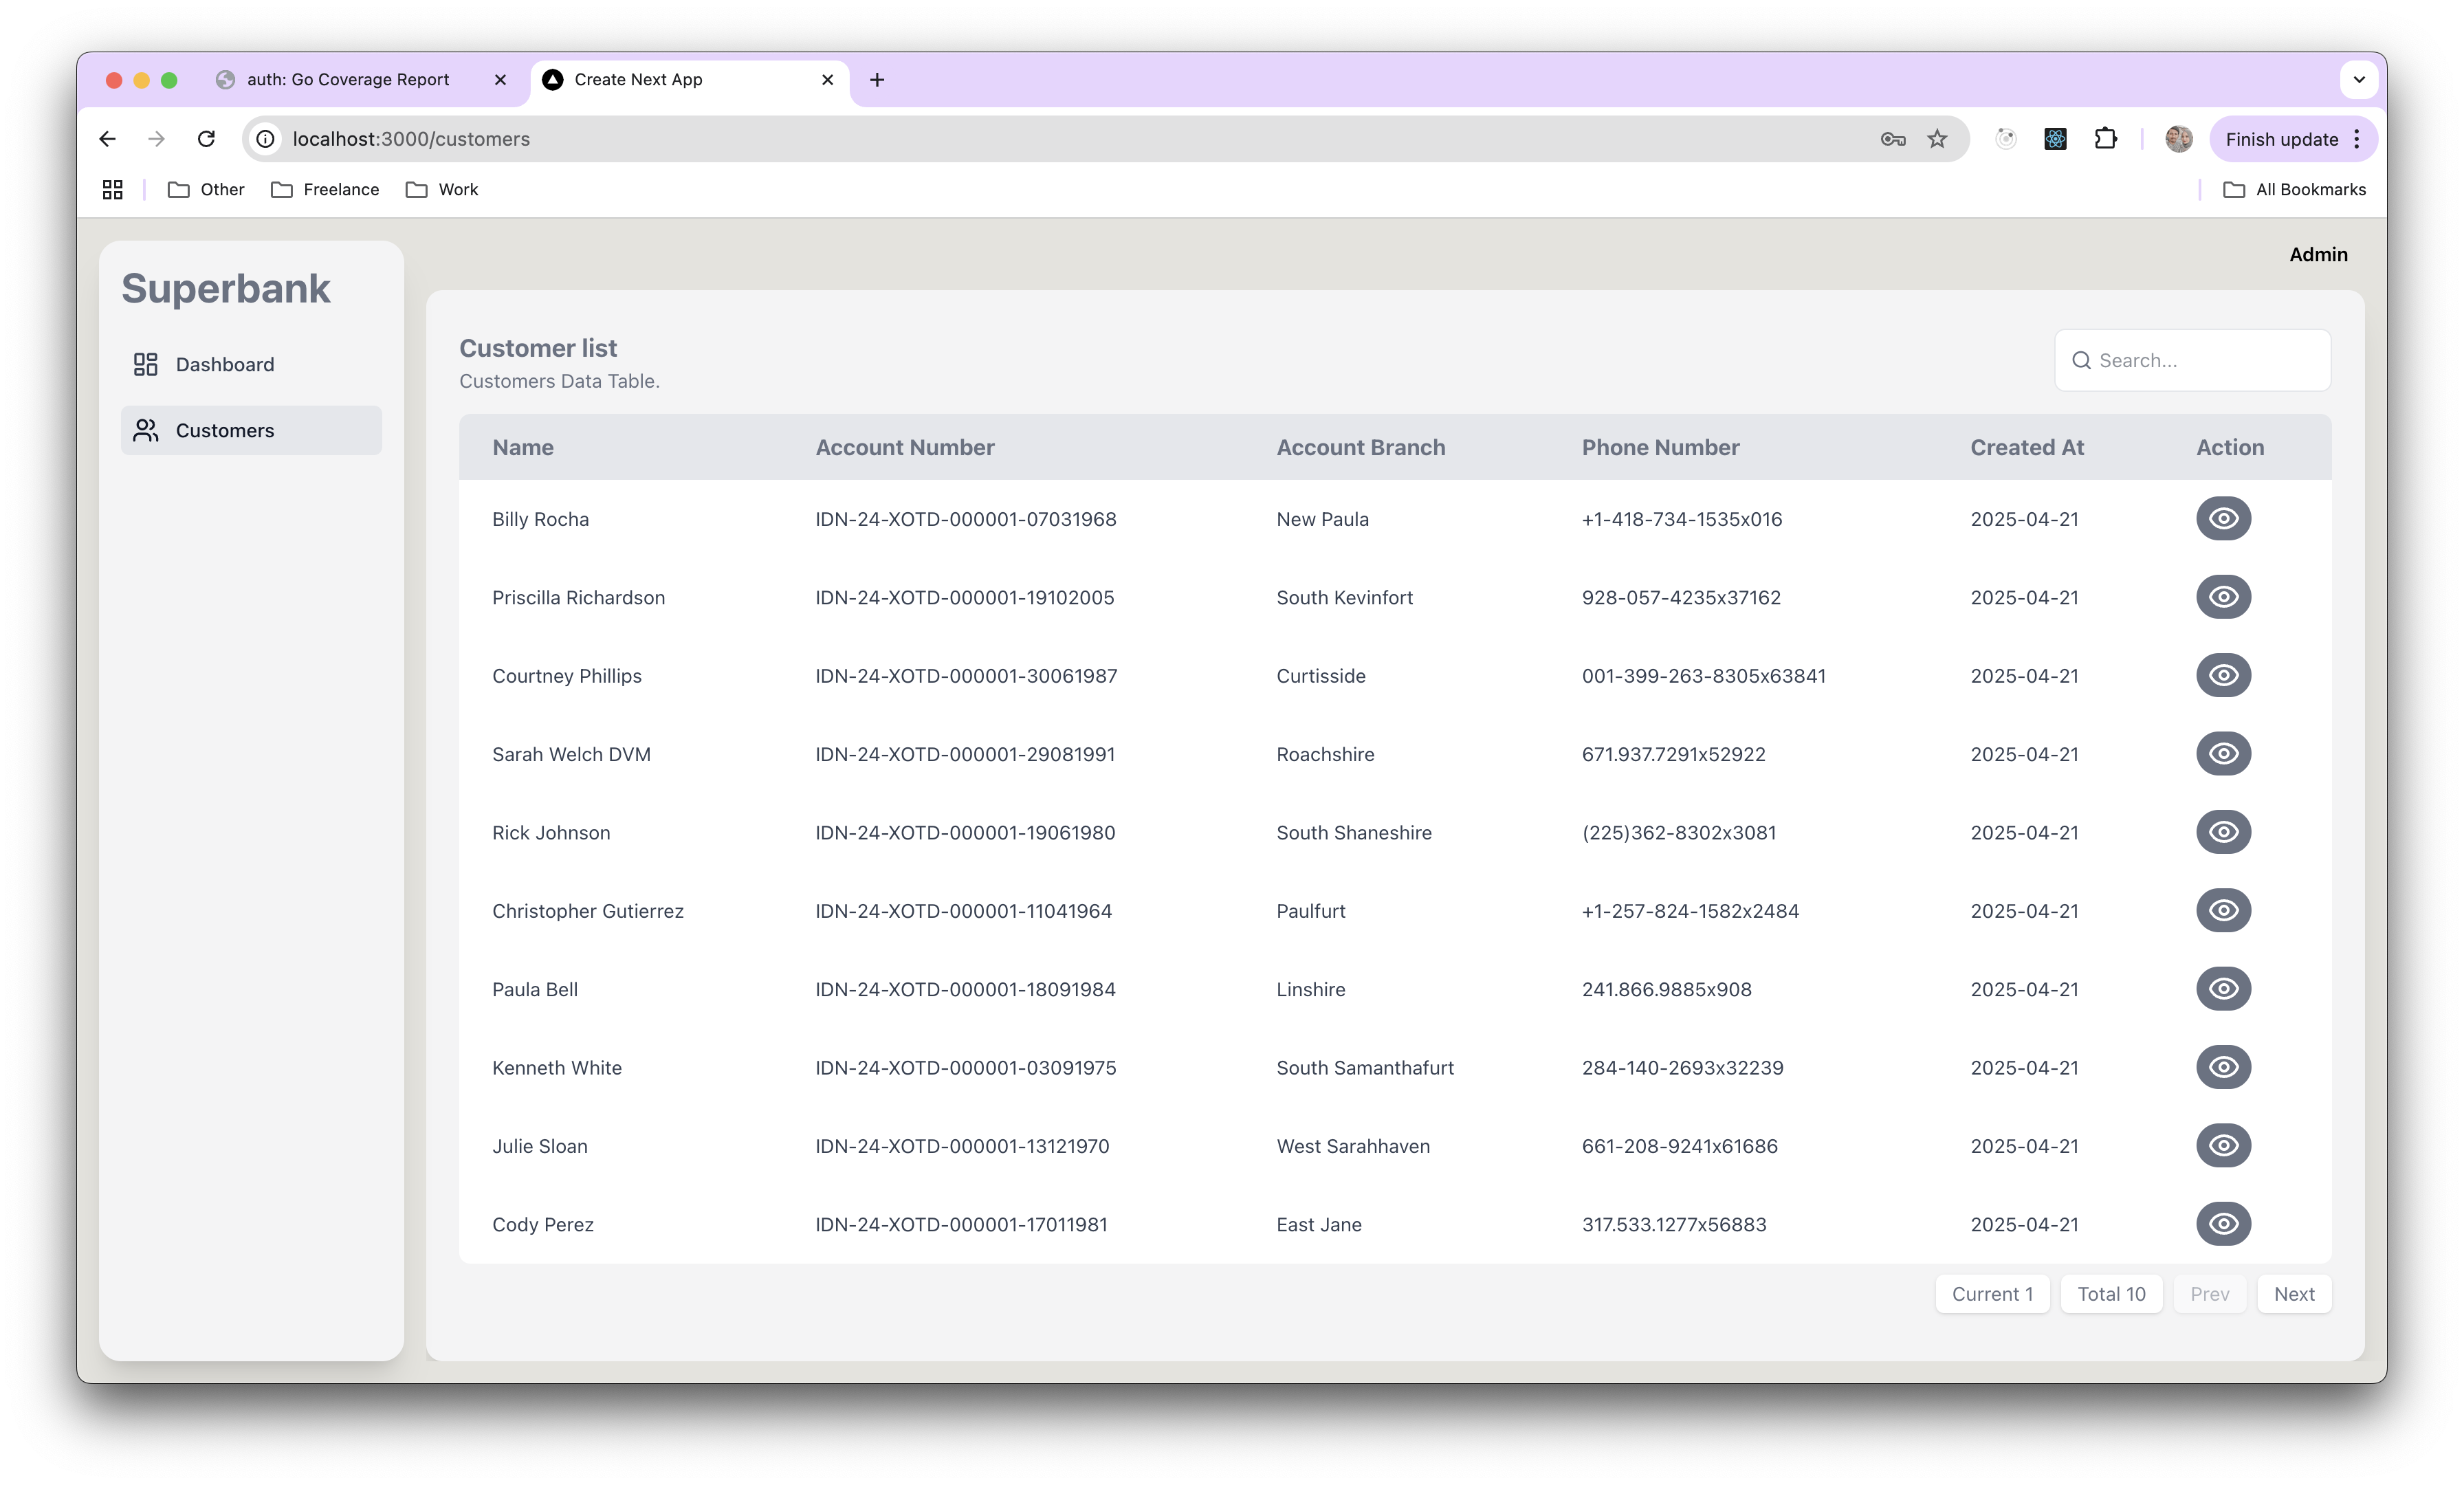 auth: Go Coverage Report
Create Next App
localhost:3000/customers
Finish update
Other Freelance Work All Bookmarks
Admin
Superbank
Dashboard
Customers
Customer list
Customers Data Table.
Search...
Name Account Number Account Branch Phone Number Created At Action
Billy Rocha IDN-24-XOTD-000001-07031968 New Paula +1-418-734-1535x016 2025-04-21
Priscilla Richardson IDN-24-XOTD-000001-19102005 South Kevinfort 928-057-4235x37162 2025-04-21
Courtney Phillips IDN-24-XOTD-000001-30061987 Curtisside 001-399-263-8305x63841 2025-04-21
Sarah Welch DVM IDN-24-XOTD-000001-29081991 Roachshire 671.937.7291x52922 2025-04-21
Rick Johnson IDN-24-XOTD-000001-19061980 South Shaneshire (225)362-8302x3081 2025-04-21
Christopher Gutierrez IDN-24-XOTD-000001-11041964 Paulfurt +1-257-824-1582x2484 2025-04-21
Paula Bell IDN-24-XOTD-000001-18091984 Linshire 241.866.9885x908 2025-04-21
Kenneth White IDN-24-XOTD-000001-03091975 South Samanthafurt 284-140-2693x32239 2025-04-21
Julie Sloan IDN-24-XOTD-000001-13121970 West Sarahhaven 661-208-9241x61686 2025-04-21
Cody Perez IDN-24-XOTD-000001-17011981 East Jane 317.533.1277x56883 2025-04-21
Current 1 Total 10 Prev Next